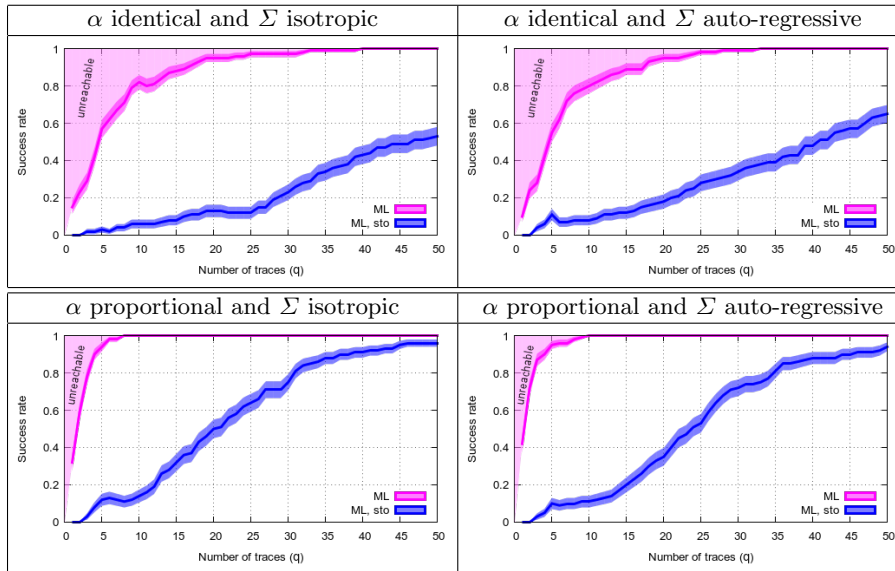 α identical and Σ isotropic
α identical and Σ auto-regressive
1
0.8
0.6
0.4
0.2
0
Success rate
unreachable
ML
ML, sto
0 5 10 15 20 25 30 35 40 45 50
Number of traces (q)
1
0.8
0.6
0.4
0.2
0
Success rate
unreachable
ML
ML, sto
0 5 10 15 20 25 30 35 40 45 50
Number of traces (q)
α proportional and Σ isotropic
α proportional and Σ auto-regressive
1
0.8
0.6
0.4
0.2
0
Success rate
unreachable
ML
ML, sto
0 5 10 15 20 25 30 35 40 45 50
Number of traces (q)
1
0.8
0.6
0.4
0.2
0
Success rate
unreachable
ML
ML, sto
0 5 10 15 20 25 30 35 40 45 50
Number of traces (q)